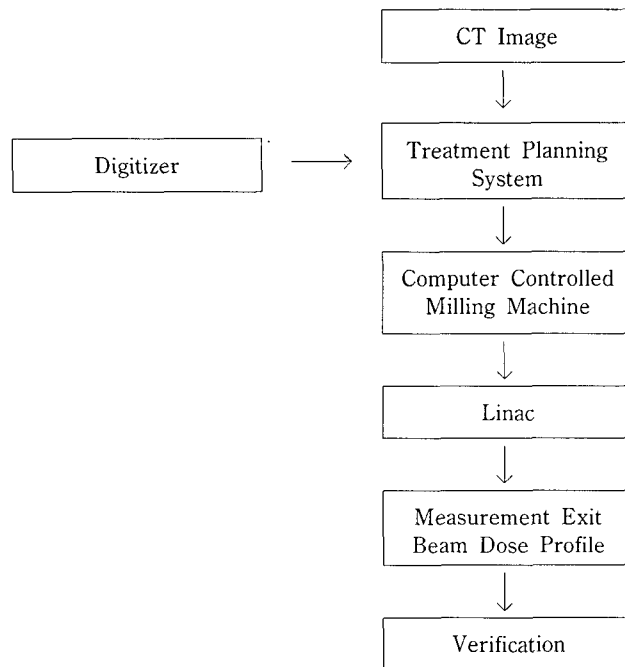 CT Image
Digitizer
Treatment Planning
System
Computer Controlled
Milling Machine
Linac
Measurement Exit
Beam Dose Profile
Verification